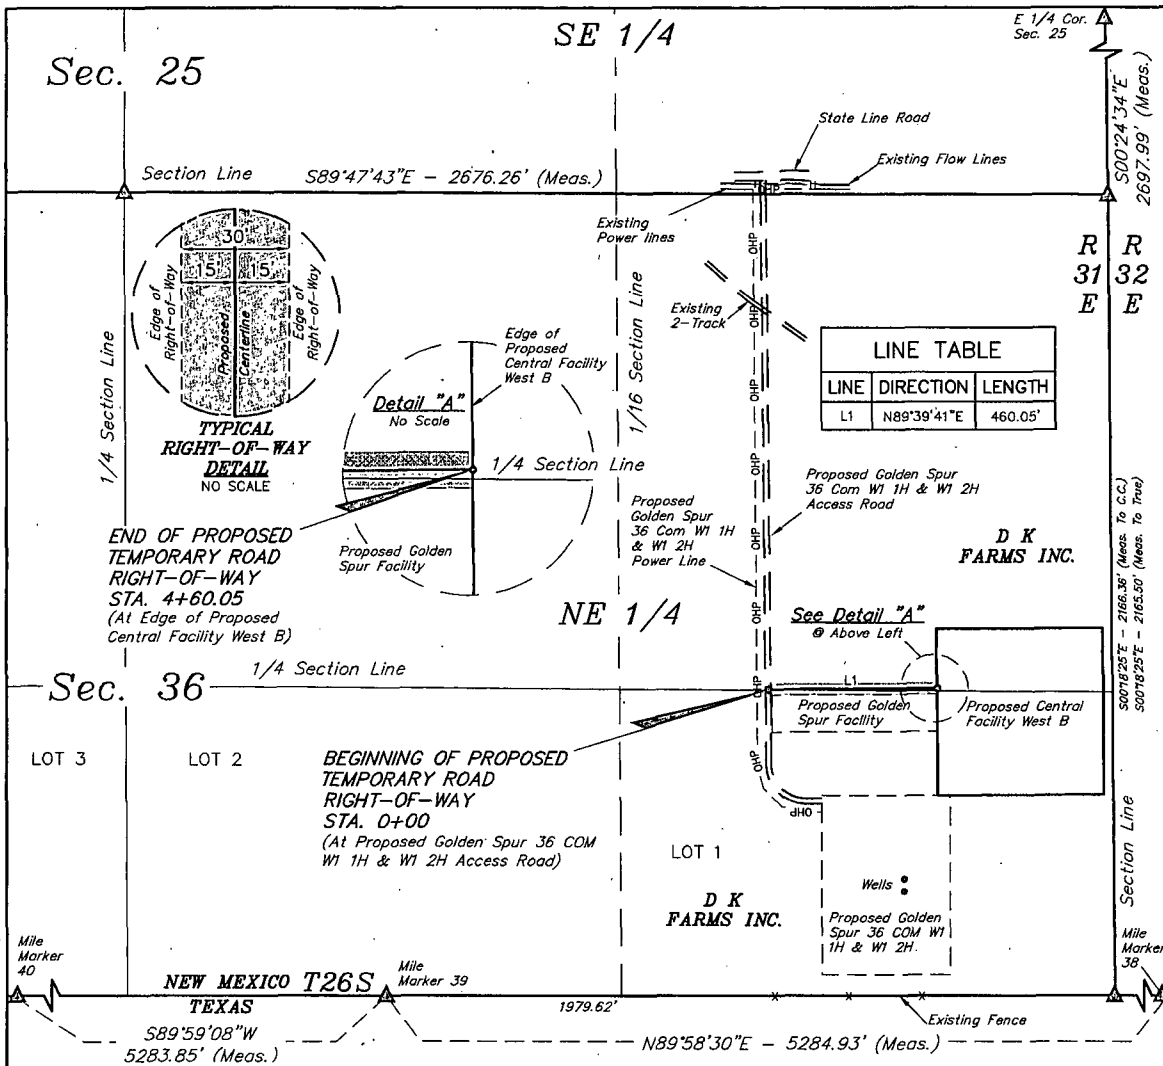 SE 1/4
E 1/4 Cor.
Sec. 25
Sec. 25
S00°24'34"E
2697.99' (Meas.)
State Line Road
Existing Flow Lines
Section Line
S89°47'43"E - 2676.26' (Meas.)
Existing
Power lines
OHP
R R
31 32
E E
30'
15' 15'
Edge of
Right-of-Way
Proposed
Centerline
Edge of
Right-of-Way
TYPICAL
RIGHT-OF-WAY
DETAIL
NO SCALE
1/4 Section Line
1/16 Section Line
Existing
2-Track
OHP
OHP
OHP
OHP
OHP
OHP
LINE TABLE
LINE DIRECTION LENGTH
L1 N89°39'41"E 460.05'
Edge of
Proposed
Central Facility
West B
Detail "A"
No Scale
1/4 Section Line
Proposed Golden
Spur Facility
END OF PROPOSED
TEMPORARY ROAD
RIGHT-OF-WAY
STA. 4+60.05
(At Edge of Proposed
Central Facility West B)
Proposed Golden Spur
36 Com W1 1H & W1 2H
Access Road
Proposed
Golden Spur
36 Com W1 1H
& W1 2H
Power Line
D K
FARMS INC.
S00°18'25"E - 2166.36' (Meas. To C.C.)
S00°18'25"E - 2165.50' (Meas. To True)
NE 1/4
See Detail "A"
@ Above Left
1/4 Section Line
Sec. 36
OHP
L1
Proposed Golden
Spur Facility
Proposed Central
Facility West B
LOT 3
LOT 2
BEGINNING OF PROPOSED
TEMPORARY ROAD
RIGHT-OF-WAY
STA. 0+00
(At Proposed Golden Spur 36 COM
W1 1H & W1 2H Access Road)
OHP
OHP
LOT 1
D K
FARMS INC.
Wells
Proposed Golden
Spur 36 COM W1
1H & W1 2H
Section Line
Mile
Marker
40
NEW MEXICO T26S
TEXAS
Mile
Marker 39
Mile
Marker
38
1979.62'
Existing Fence
S89°59'08"W
5283.85' (Meas.)
N89°58'30"E - 5284.93' (Meas.)